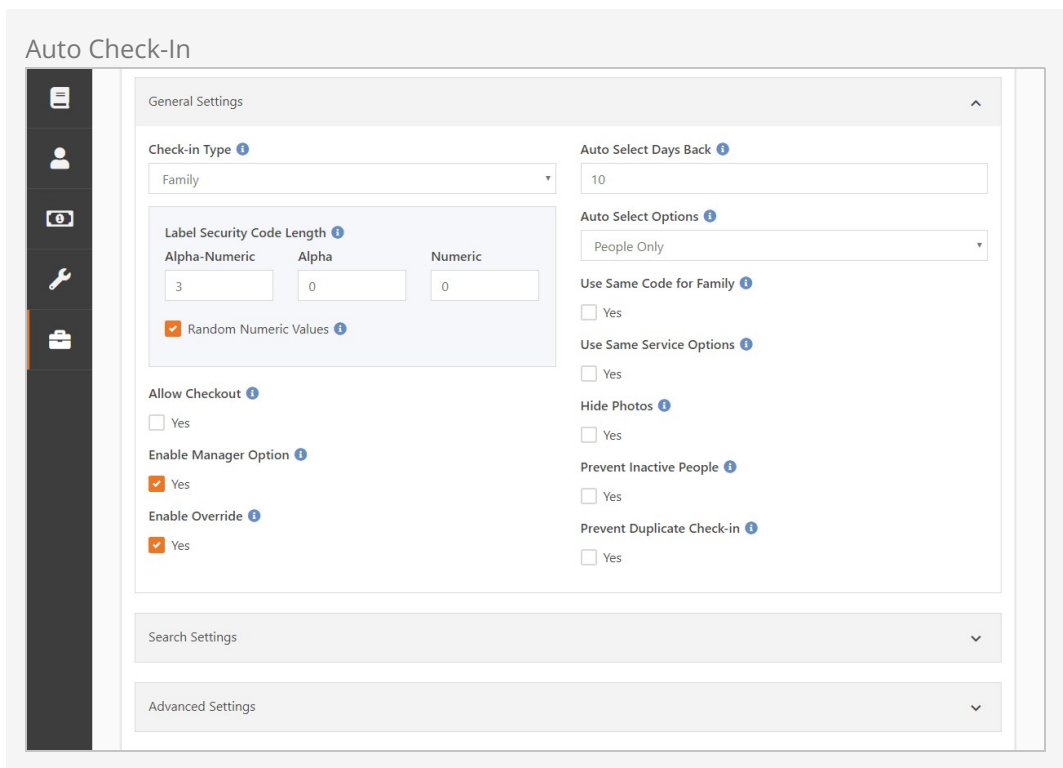 Auto Check-In
General Settings
Check-in Type
Family
Label Security Code Length
Alpha-Numeric Alpha Numeric
3 0 0
Random Numeric Values
Allow Checkout
Yes
Enable Manager Option
Yes
Enable Override
Yes
Auto Select Days Back
10
Auto Select Options
People Only
Use Same Code for Family
Yes
Use Same Service Options
Yes
Hide Photos
Yes
Prevent Inactive People
Yes
Prevent Duplicate Check-in
Yes
Search Settings
Advanced Settings